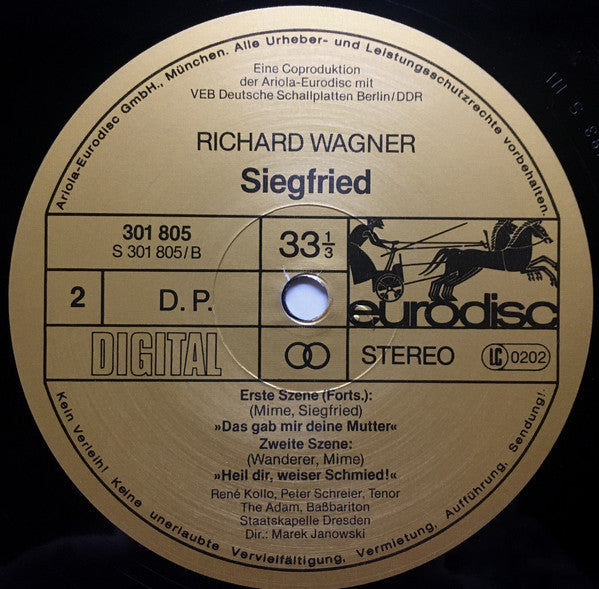 Ariola-Eurodisc GmbH., München. Alle Urheber- und Leistungsschutzrechte vorbehalten.
Eine Coproduktion
der Ariola-Eurodisc mit
VEB Deutsche Schallplatten Berlin/DDR
RICHARD WAGNER
Siegfried
301 805
S 301 805/B
33 1/3
2
D. P.
eurodisc
DIGITAL
STEREO
LC 0202
Erste Szene (Forts.):
(Mime, Siegfried)
»Das gab mir deine Mutter«
Zweite Szene:
(Wanderer, Mime)
»Heil dir, weiser Schmied!«
René Kollo, Peter Schreier, Tenor
The Adam, Baßbariton
Staatskapelle Dresden
Dir.: Marek Janowski
Kein Verleih! Keine unerlaubte Vervielfältigung, Vermietung, Aufführung, Sendung!